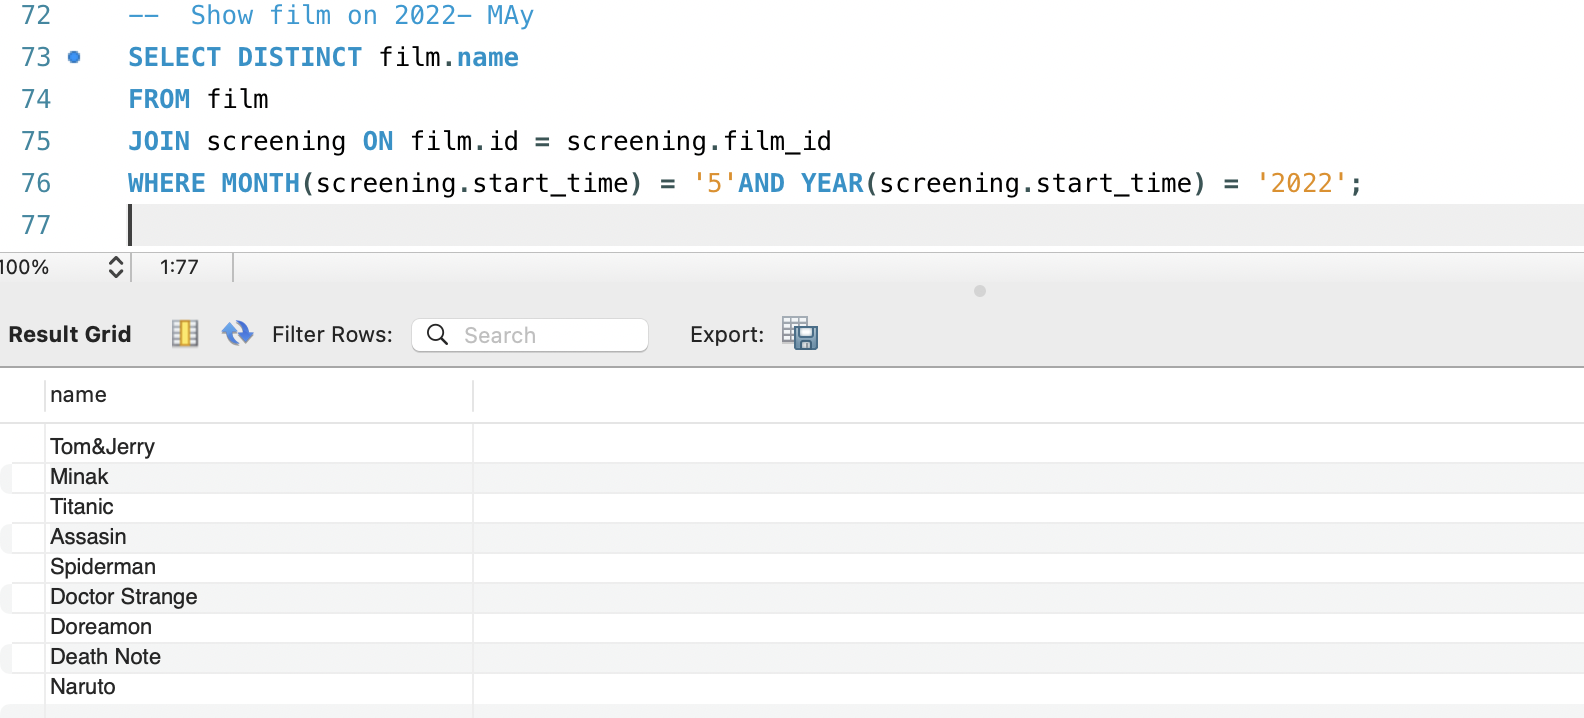 72 -- Show film on 2022- MAy
73 SELECT DISTINCT film.name
74 FROM film
75 JOIN screening ON film.id = screening.film_id
76 WHERE MONTH(screening.start_time) = '5'AND YEAR(screening.start_time) = '2022';
77
100% 1:77
Result Grid Filter Rows: Search Export:
name
Tom&Jerry
Minak
Titanic
Assasin
Spiderman
Doctor Strange
Doreamon
Death Note
Naruto